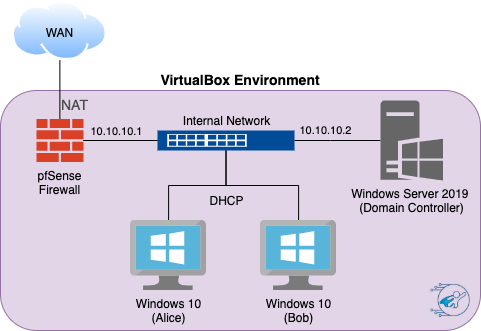 WAN
VirtualBox Environment
NAT
Internal Network
10.10.10.1
10.10.10.2
pfSense
Firewall
Windows Server 2019
(Domain Controller)
DHCP
Windows 10
(Alice)
Windows 10
(Bob)